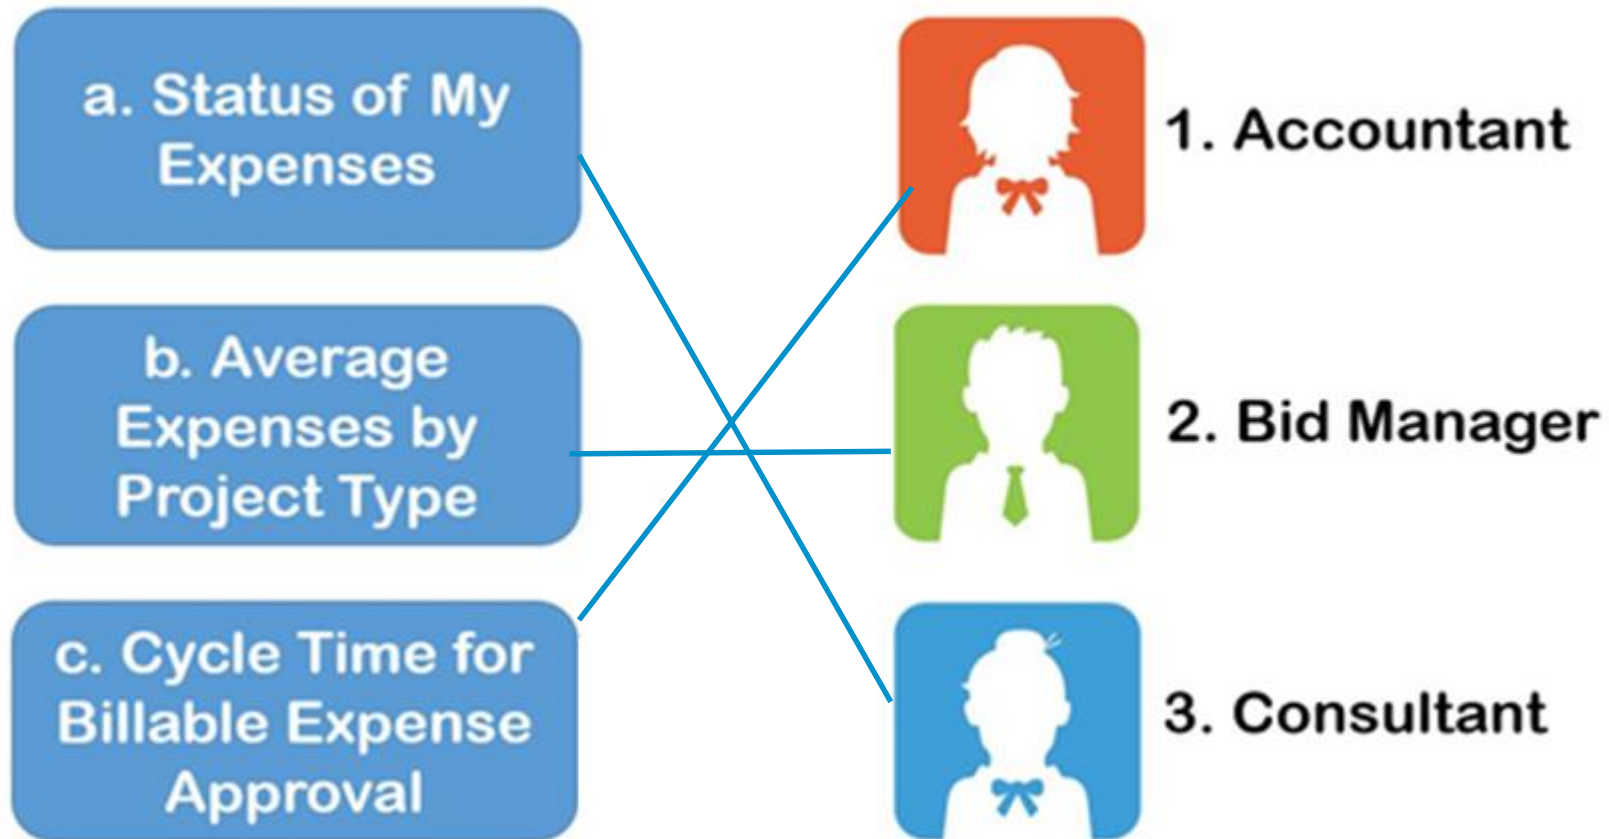 a. Status of My
Expenses
1. Accountant
b. Average
Expenses by
Project Type
2. Bid Manager
c. Cycle Time for
Billable Expense
Approval
3. Consultant